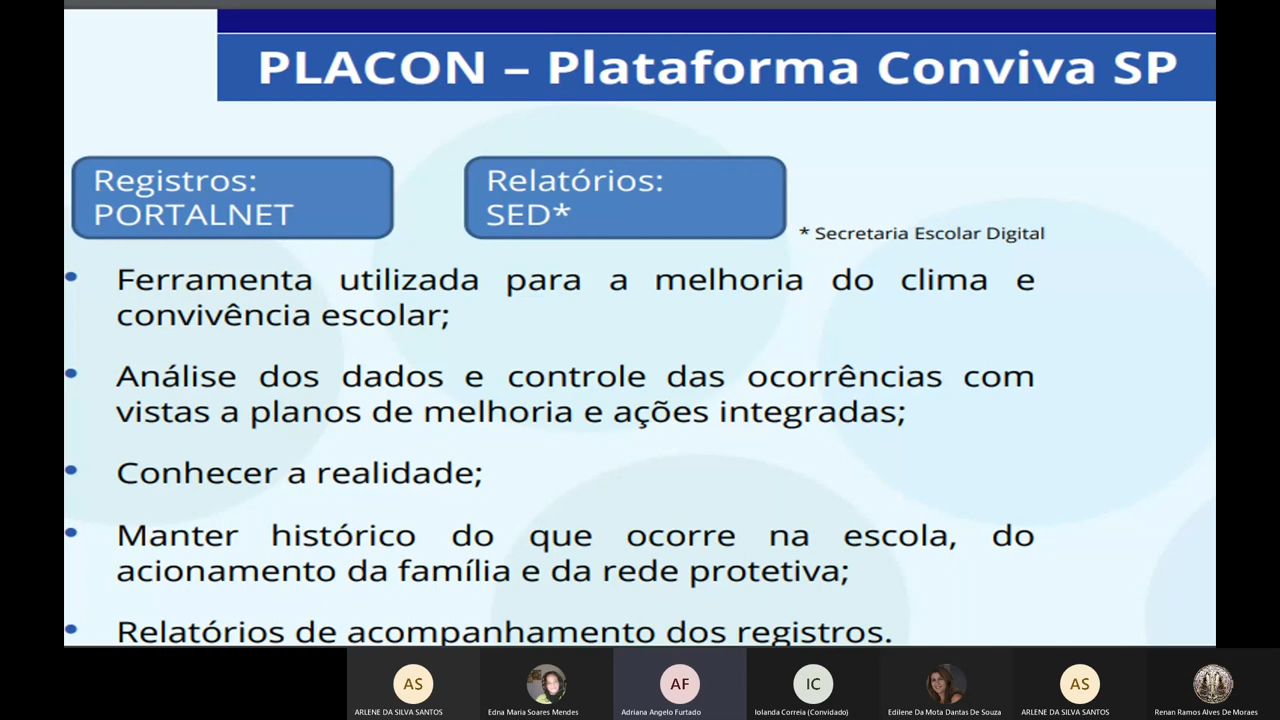 PLACON – Plataforma Conviva SP
Registros:
PORTALNET
Relatórios:
SED*
* Secretaria Escolar Digital
• Ferramenta utilizada para a melhoria do clima e
convivência escolar;
• Análise dos dados e controle das ocorrências com
vistas a planos de melhoria e ações integradas;
• Conhecer a realidade;
• Manter histórico do que ocorre na escola, do
acionamento da família e da rede protetiva;
• Relatórios de acompanhamento dos registros.
AS
AF
IC
AS
ARLENE DA SILVA SANTOS
Edna Maria Soares Mendes
Adriana Angelo Furtado
Iolanda Correia (Convidado)
Edilene Da Mota Dantas De Souza
ARLENE DA SILVA SANTOS
Renan Ramos Alves De Moraes